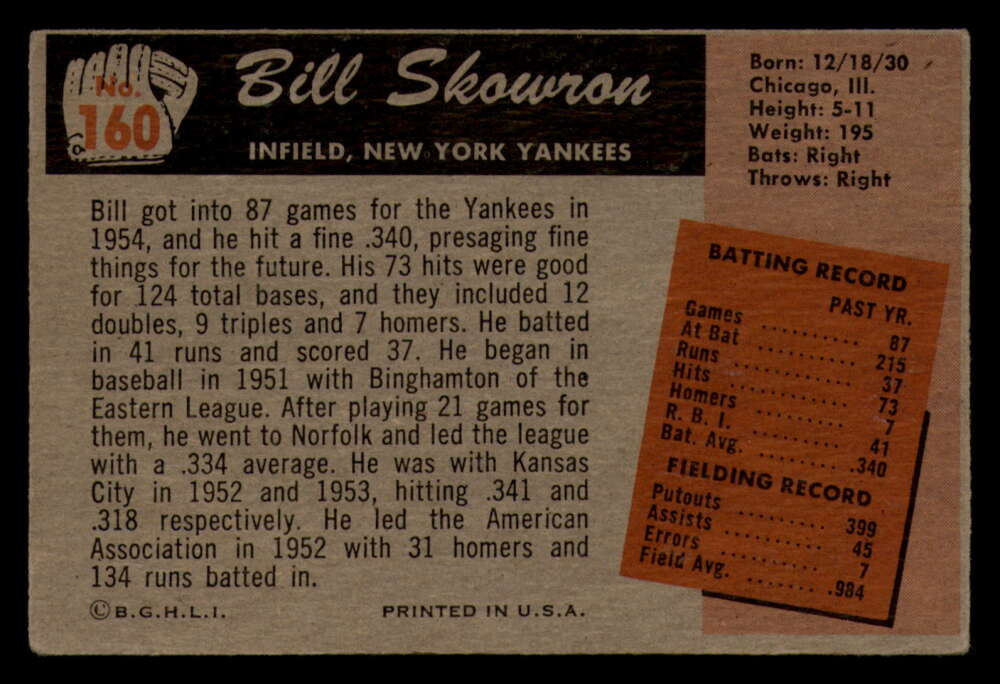 No.
160
Bill Skowron
INFIELD, NEW YORK YANKEES
Born: 12/18/30
Chicago, Ill.
Height: 5-11
Weight: 195
Bats: Right
Throws: Right
Bill got into 87 games for the Yankees in
1954, and he hit a fine .340, presaging fine
things for the future. His 73 hits were good
for 124 total bases, and they included 12
doubles, 9 triples and 7 homers. He batted
in 41 runs and scored 37. He began in
baseball in 1951 with Binghamton of the
Eastern League. After playing 21 games for
them, he went to Norfolk and led the league
with a .334 average. He was with Kansas
City in 1952 and 1953, hitting .341 and
.318 respectively. He led the American
Association in 1952 with 31 homers and
134 runs batted in.
BATTING RECORD
PAST YR.
Games .......... 87
At Bat .......... 215
Runs .......... 37
Hits .......... 73
Homers .......... 7
R. B. I. .......... 41
Bat. Avg. .......... .340
FIELDING RECORD
Putouts .......... 399
Assists .......... 45
Errors .......... 7
Field Avg. .......... .984
© B.G.H.L.I. PRINTED IN U.S.A.